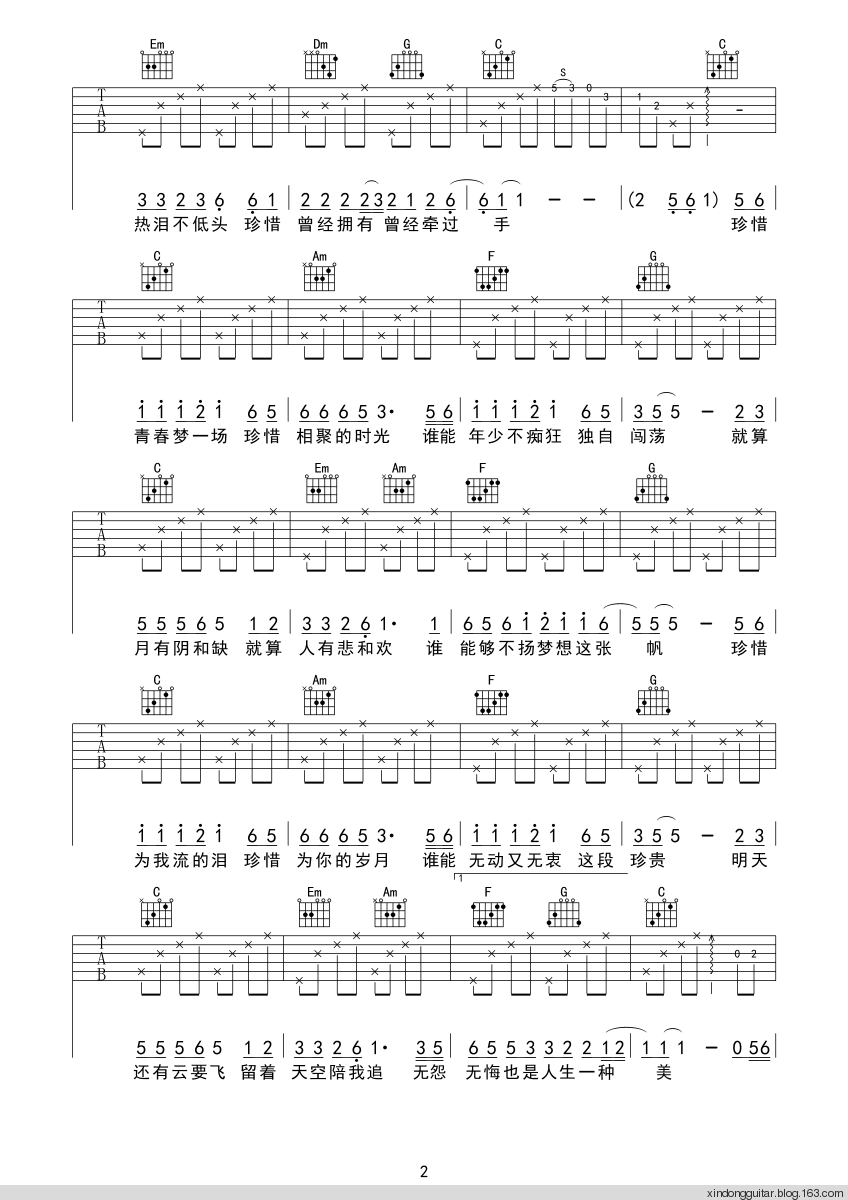 Em Dm G C C
S
5 3 0 3 1 2
T A B
3 3 2 3 6 6 1 2 2 2 2 3 2 1 2 6 6 1 1 - - (2 5 6 1) 5 6
热泪不低头 珍惜 曾经拥有 曾经牵过 手 珍惜
C Am F G
T A B
1 1 1 2 1 6 5 6 6 6 5 3· 5 6 1 1 1 2 1 6 5 3 5 5 - 2 3
青春梦一场 珍惜 相聚的时光 谁能 年少不痴狂 独自 闯荡 就算
C Em Am F G
T A B
5 5 5 6 5 1 2 3 3 2 6 1· 1 6 5 6 1 2 1 1 6 5 5 5 - 5 6
月有阴和缺 就算 人有悲和欢 谁 能够不扬梦想这张 帆 珍惜
C Am F G
T A B
1 1 1 2 1 6 5 6 6 6 5 3· 5 6 1 1 1 2 1 6 5 3 5 5 - 2 3
为我流的泪 珍惜 为你的岁月 谁能 无动又无衷 这段 珍贵 明天
1
C Em Am F G C
T A B
0 2
5 5 5 6 5 1 2 3 3 2 6 1· 3 5 6 5 5 3 3 2 2 1 2 1 1 1 - 0 5 6
还有云要飞 留着 天空陪我追 无怨 无悔也是人生一种 美
2
xindongguitar.blog.163.com